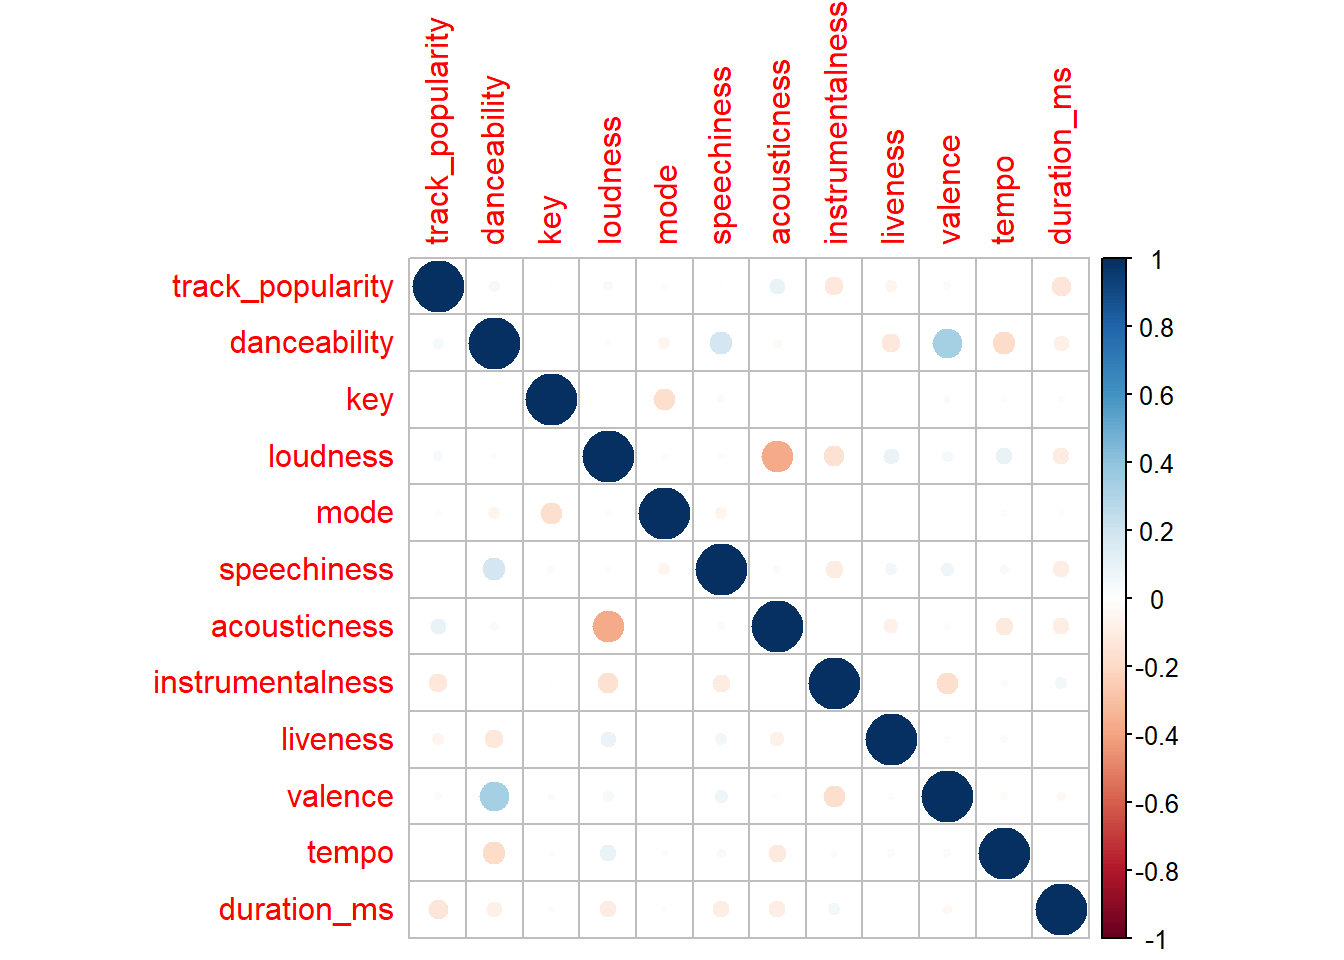 track_popularity
danceability
key
loudness
mode
speechiness
acousticness
instrumentalness
liveness
valence
tempo
duration_ms
track_popularity
danceability
key
loudness
mode
speechiness
acousticness
instrumentalness
liveness
valence
tempo
duration_ms
1
0.8
0.6
0.4
0.2
0
-0.2
-0.4
-0.6
-0.8
-1